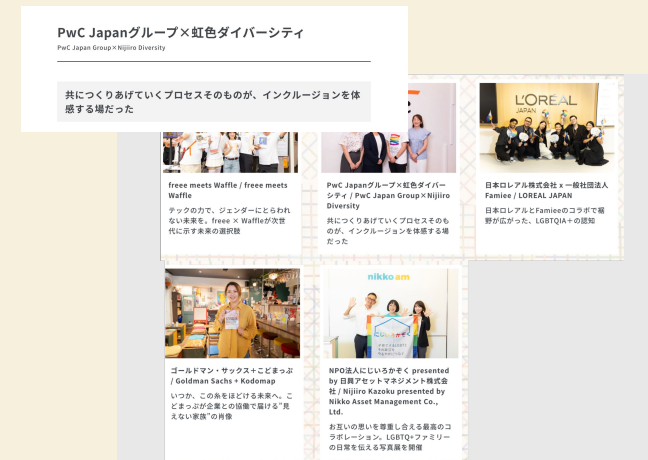 PwC Japanグループ×虹色ダイバーシティ
PwC Japan Group×Nijiiro Diversity
共につくりあげていくプロセスそのものが、インクルージョンを体
感する場だった
L'ORÉAL
JAPAN
freee meets Waffle / freee meets
Waffle
テックの力で、ジェンダーにとらわれ
ない未来を。freee × Waffleが次世
代に示す未来の選択肢
PwC Japanグループ×虹色ダイバー
シティ / PwC Japan Group×Nijiiro
Diversity
共につくりあげていくプロセスそのも
のが、インクルージョンを体感する場
だった
日本ロレアル株式会社 x 一般社団法人
Famiee / LOREAL JAPAN
日本ロレアルとFamieeのコラボで裾
野が広がった、LGBTQIA+の認知
nikko am
にじいろかぞく
ゴールドマン・サックス+こどまっぷ
/ Goldman Sachs + Kodomap
いつか、この糸をほどける未来へ。こ
どまっぷが企業との協働で届ける"見
えない家族"の肖像
NPO法人にじいろかぞく presented
by 日興アセットマネジメント株式会
社 / Nijiiro Kazoku presented by
Nikko Asset Management Co.,
Ltd.
お互いの思いを尊重し合える最高のコ
ラボレーション。LGBTQ+ファミリー
の日常を伝える写真展を開催